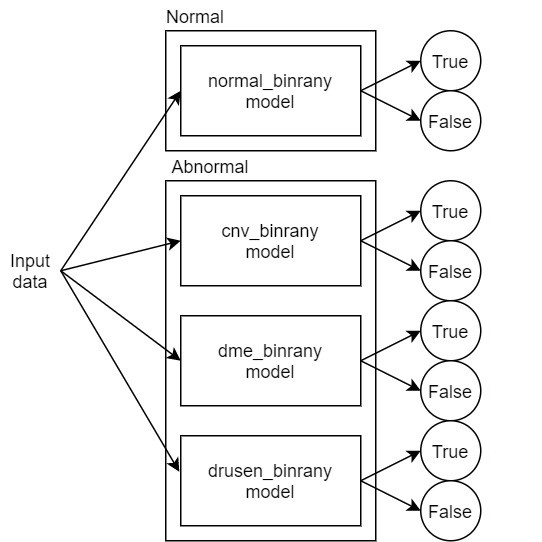 Normal
normal_binrany
model
True
False
Abnormal
cnv_binrany
model
True
False
Input
data
dme_binrany
model
True
False
drusen_binrany
model
True
False